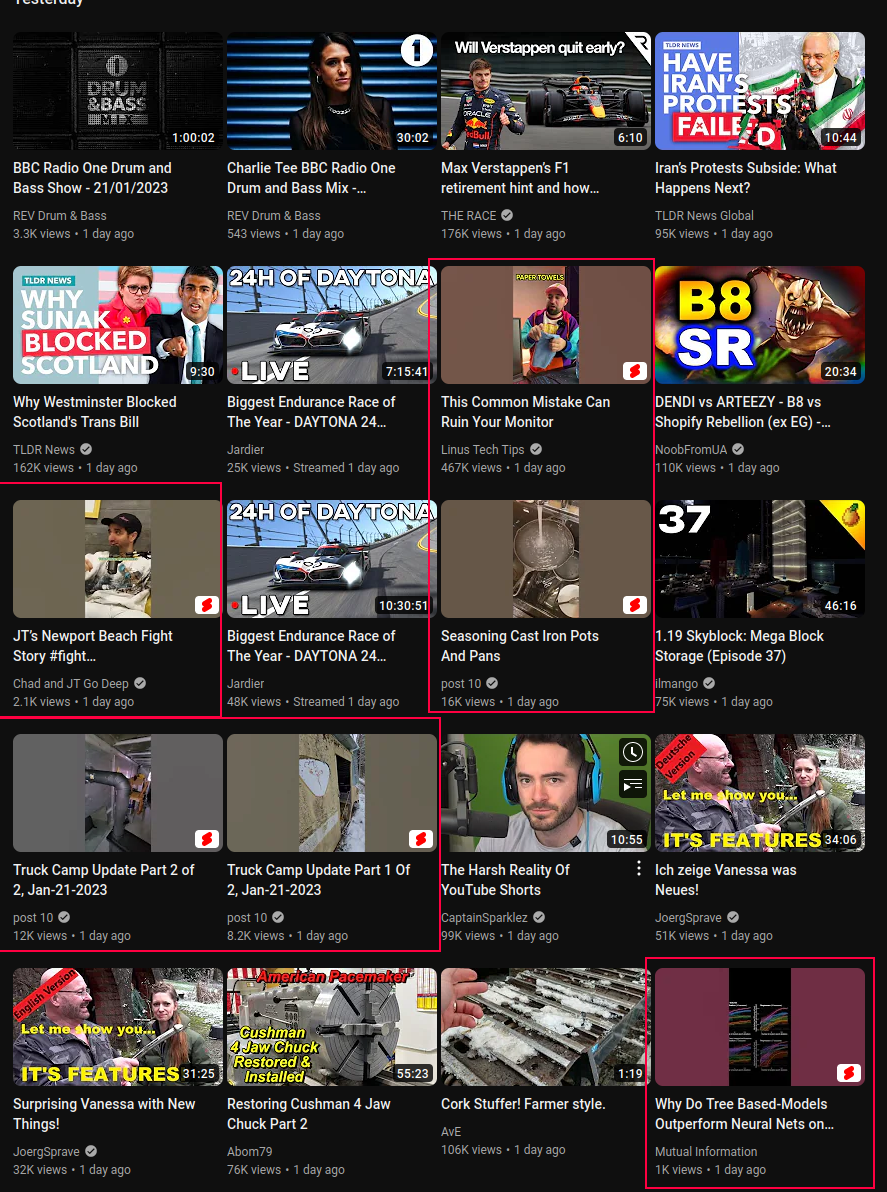 Yesterday
DRUM
&BASS
MIX
1:00:02
1
30:02
Will Verstappen quit early?
ORACLE
Red Bull
6:10
TLDR NEWS
HAVE
IRAN'S
PROTESTS
FAILED
10:44
BBC Radio One Drum and
Bass Show - 21/01/2023
REV Drum & Bass
3.3K views • 1 day ago
Charlie Tee BBC Radio One
Drum and Bass Mix -...
REV Drum & Bass
543 views • 1 day ago
Max Verstappen's F1
retirement hint and how...
THE RACE
176K views • 1 day ago
Iran's Protests Subside: What
Happens Next?
TLDR News Global
95K views • 1 day ago
TLDR NEWS
WHY
SUNAK
BLOCKED
SCOTLAND
9:30
24H OF DAYTONA
LIVE
7:15:41
PAPER TOWELS
B8
SR
20:34
Why Westminster Blocked
Scotland's Trans Bill
TLDR News
162K views • 1 day ago
Biggest Endurance Race of
The Year - DAYTONA 24...
Jardier
25K views • Streamed 1 day ago
This Common Mistake Can
Ruin Your Monitor
Linus Tech Tips
467K views • 1 day ago
DENDI vs ARTEEZY - B8 vs
Shopify Rebellion (ex EG) -...
NoobFromUA
110K views • 1 day ago
24H OF DAYTONA
LIVE
10:30:51
37
46:16
JT's Newport Beach Fight
Story #fight...
Chad and JT Go Deep
2.1K views • 1 day ago
Biggest Endurance Race of
The Year - DAYTONA 24...
Jardier
48K views • Streamed 1 day ago
Seasoning Cast Iron Pots
And Pans
post 10
16K views • 1 day ago
1.19 Skyblock: Mega Block
Storage (Episode 37)
ilmango
75K views • 1 day ago
10:55
Deutsche
Version
Let me show you...
IT'S FEATURES
34:06
Truck Camp Update Part 2 of
2, Jan-21-2023
post 10
12K views • 1 day ago
Truck Camp Update Part 1 Of
2, Jan-21-2023
post 10
8.2K views • 1 day ago
The Harsh Reality Of
YouTube Shorts
CaptainSparklez
99K views • 1 day ago
Ich zeige Vanessa was
Neues!
JoergSprave
51K views • 1 day ago
English Version
Let me show you...
IT'S FEATURES
31:25
American Pacemaker
Cushman
4 Jaw Chuck
Restored &
Installed
55:23
1:19
Surprising Vanessa with New
Things!
JoergSprave
32K views • 1 day ago
Restoring Cushman 4 Jaw
Chuck Part 2
Abom79
76K views • 1 day ago
Cork Stuffer! Farmer style.
AvE
106K views • 1 day ago
Why Do Tree Based-Models
Outperform Neural Nets on...
Mutual Information
1K views • 1 day ago